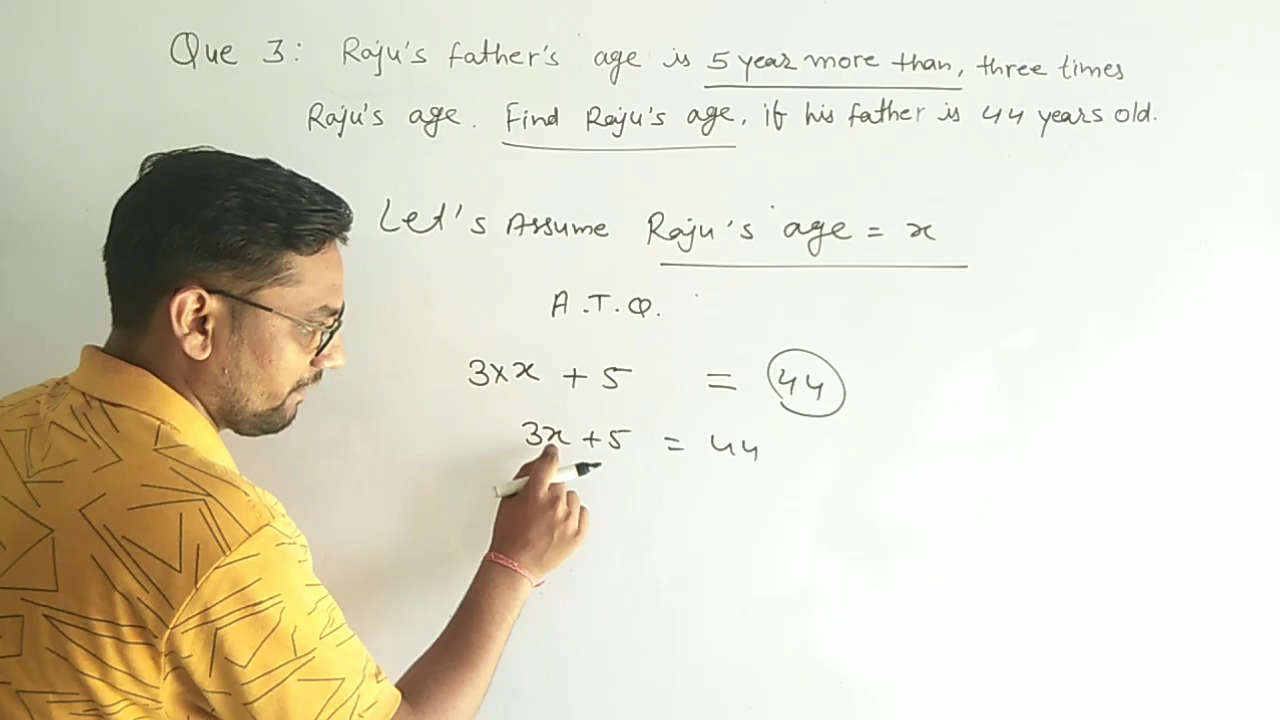 Que 3: Raju's father's age is 5 year more than, three times
Raju's age. Find Raju's age, if his father is 44 years old.
Let's Assume Raju's age = x
A.T.Q.
3xx + 5 = 44
3x + 5 = 44